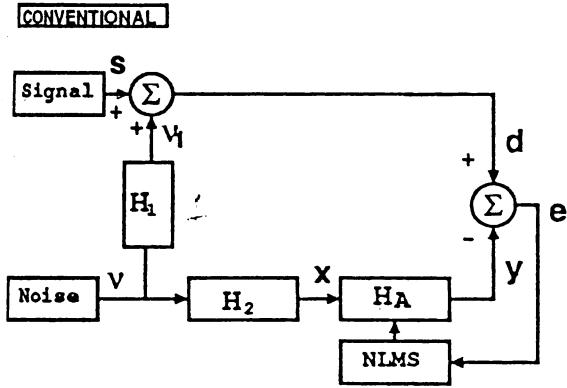 CONVENTIONAL
S
Signal
+
Σ
+
ν₁
d
+
H₁
Σ
e
-
ν
x
y
Noise
H₂
HA
NLMS